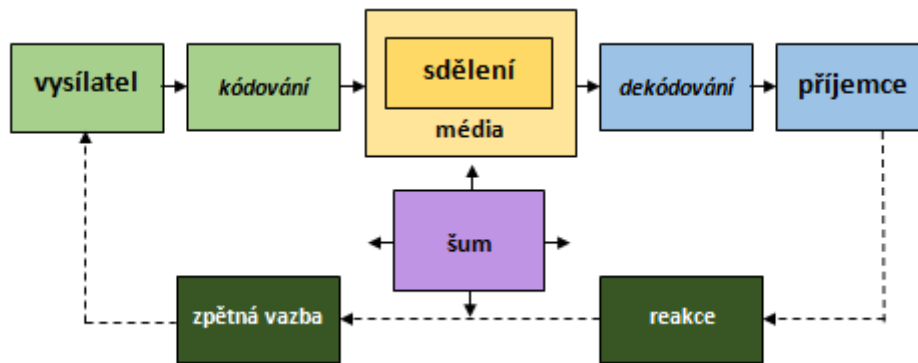 vysílatel
kódování
sdělení
média
dekódování
příjemce
šum
zpětná vazba
reakce